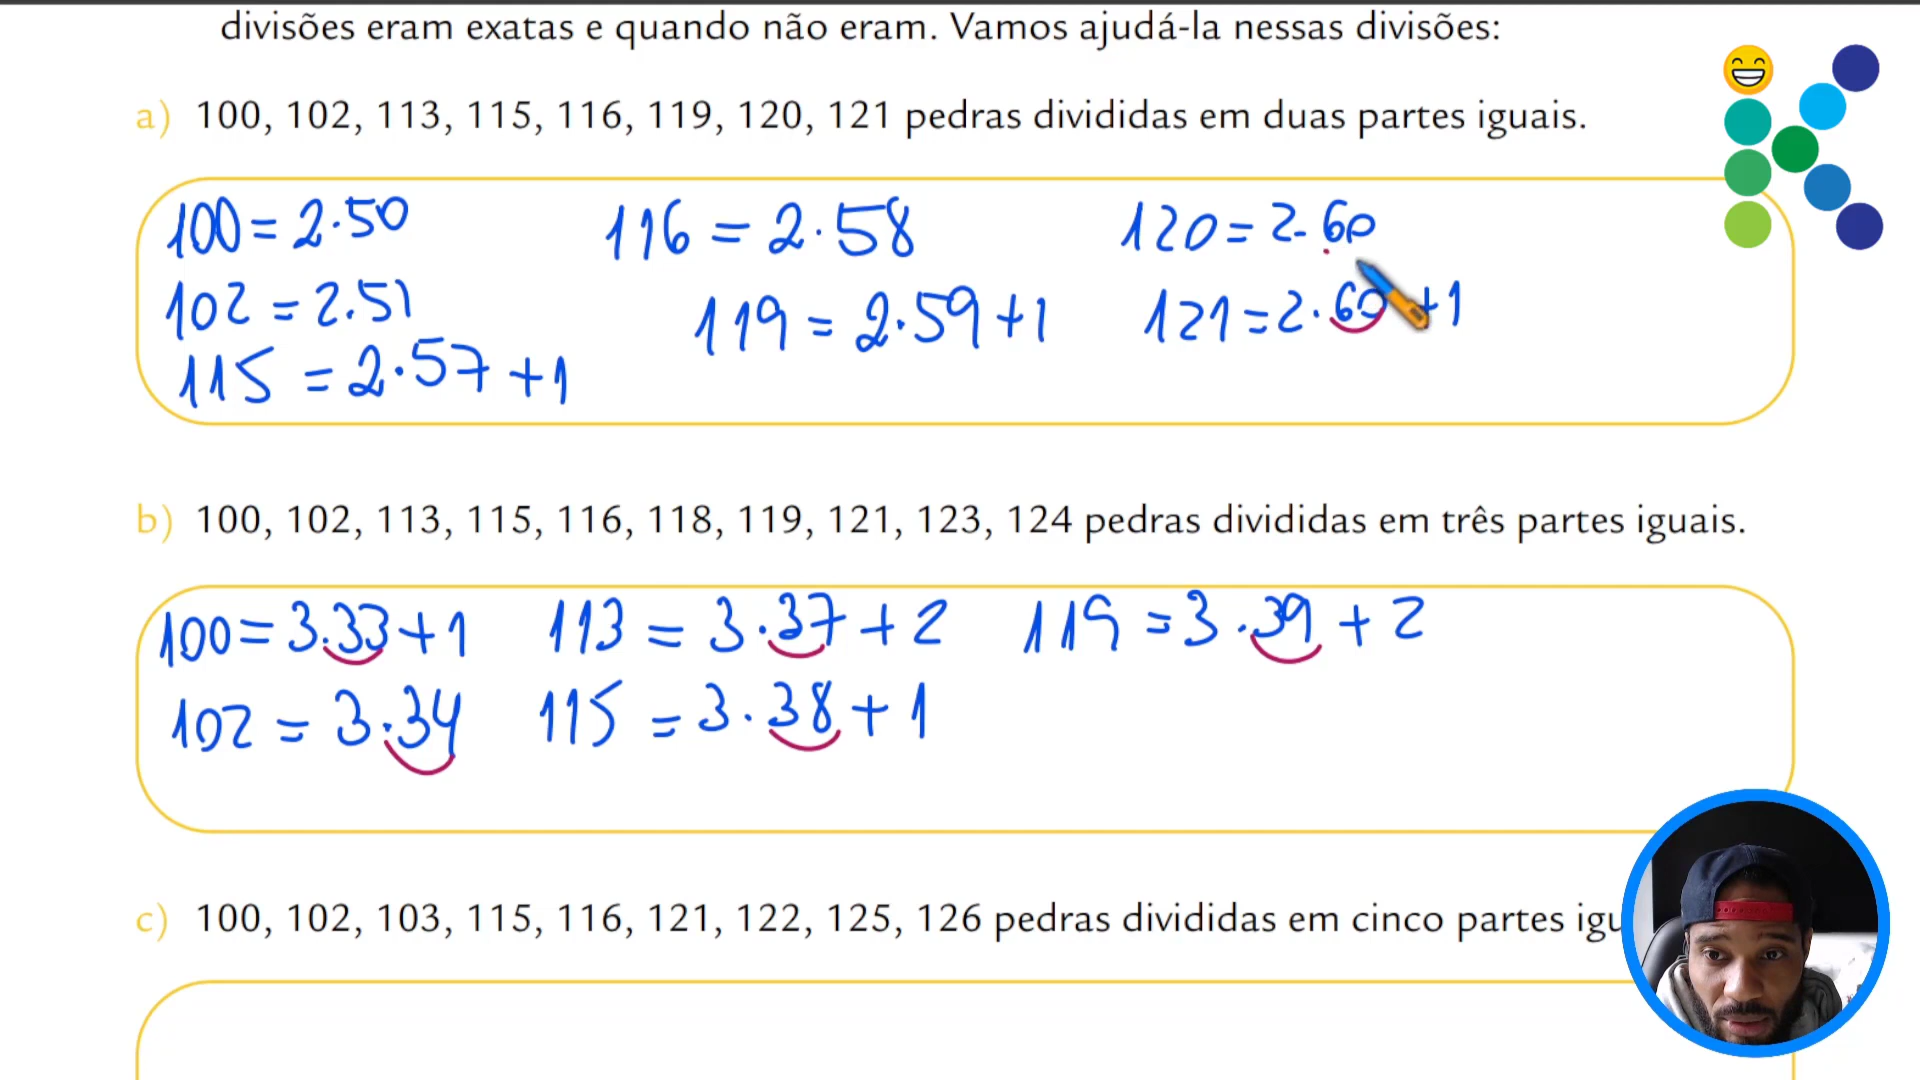 divisões eram exatas e quando não eram. Vamos ajudá-la nessas divisões:
a) 100, 102, 113, 115, 116, 119, 120, 121 pedras divididas em duas partes iguais.
100 = 2.50
102 = 2.51
115 = 2.57 +1
116 = 2.58
119 = 2.59+1
120 = 2.60
121 = 2.60 +1
b) 100, 102, 113, 115, 116, 118, 119, 121, 123, 124 pedras divididas em três partes iguais.
100 = 3.33+1
102 = 3.34
113 = 3.37+2
115 = 3.38+1
119 = 3.39+2
c) 100, 102, 103, 115, 116, 121, 122, 125, 126 pedras divididas em cinco partes igu